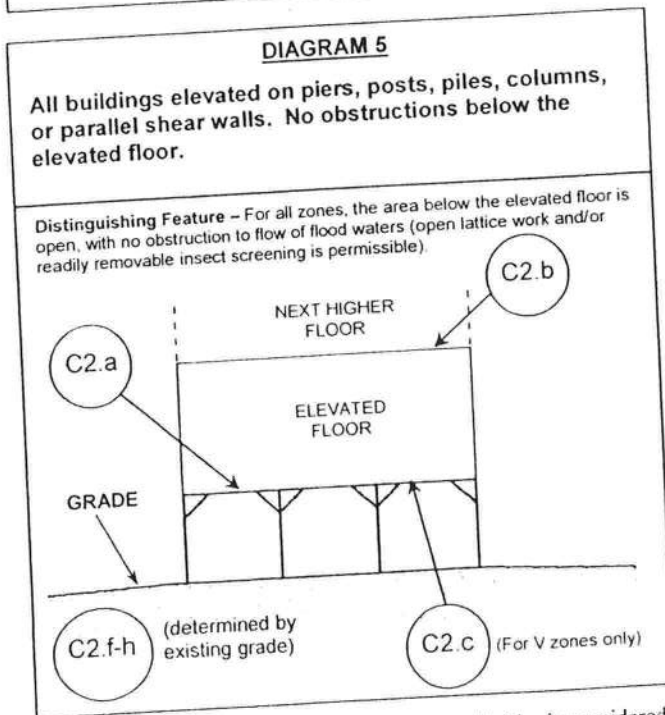 DIAGRAM 5
All buildings elevated on piers, posts, piles, columns,
or parallel shear walls. No obstructions below the
elevated floor.
Distinguishing Feature – For all zones, the area below the elevated floor is
open, with no obstruction to flow of flood waters (open lattice work and/or
readily removable insect screening is permissible).
C2.b
NEXT HIGHER
FLOOR
C2.a
ELEVATED
FLOOR
GRADE
C2.f-h
(determined by
existing grade)
C2.c
(For V zones only)